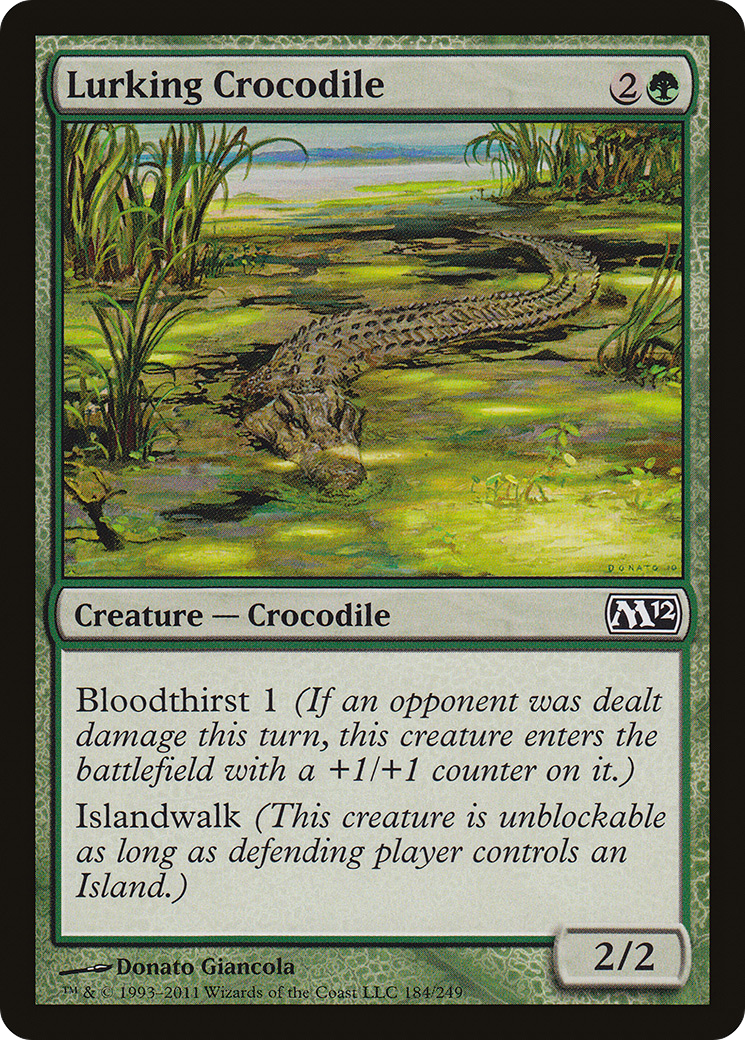 Lurking Crocodile 2
DONATO 10
Creature — Crocodile M12
Bloodthirst 1 (If an opponent was dealt
damage this turn, this creature enters the
battlefield with a +1/+1 counter on it.)
Islandwalk (This creature is unblockable
as long as defending player controls an
Island.)
2/2
Donato Giancola
™ & © 1993–2011 Wizards of the Coast LLC 184/249